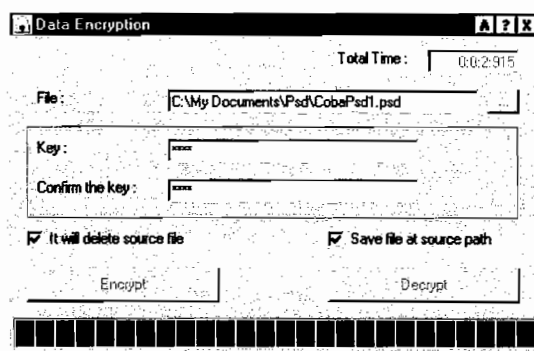 Data Encryption A ? X
Total Time : 0:0:2:915
File : C:\My Documents\Psd\CobaPsd1.psd
Key : ****
Confirm the key : ****
It will delete source file Save file at source path
Encrypt Decrypt